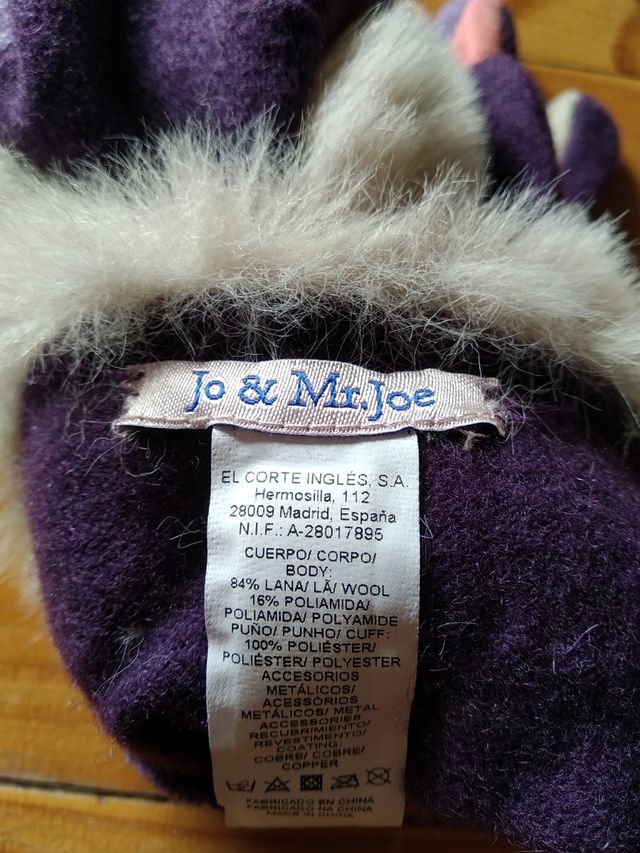 Jo & Mr.Joe
EL CORTE INGLÉS, S.A.
Hermosilla, 112
28009 Madrid, España
N.I.F.: A-28017895
CUERPO/ CORPO/
BODY:
84% LANA/ LÃ/ WOOL
16% POLIAMIDA/
POLIAMIDA/ POLYAMIDE
PUÑO/ PUNHO/ CUFF:
100% POLIÉSTER/
POLIÉSTER/ POLYESTER
ACCESORIOS
METÁLICOS/
ACESSÓRIOS
METÁLICOS/ METAL
ACCESSORIES
RECUBRIMIENTO/
REVESTIMENTO/
COATING:
COBRE/ COBRE/
COPPER
FABRICADO EN CHINA
FABRICADO NA CHINA
MADE IN CHINA